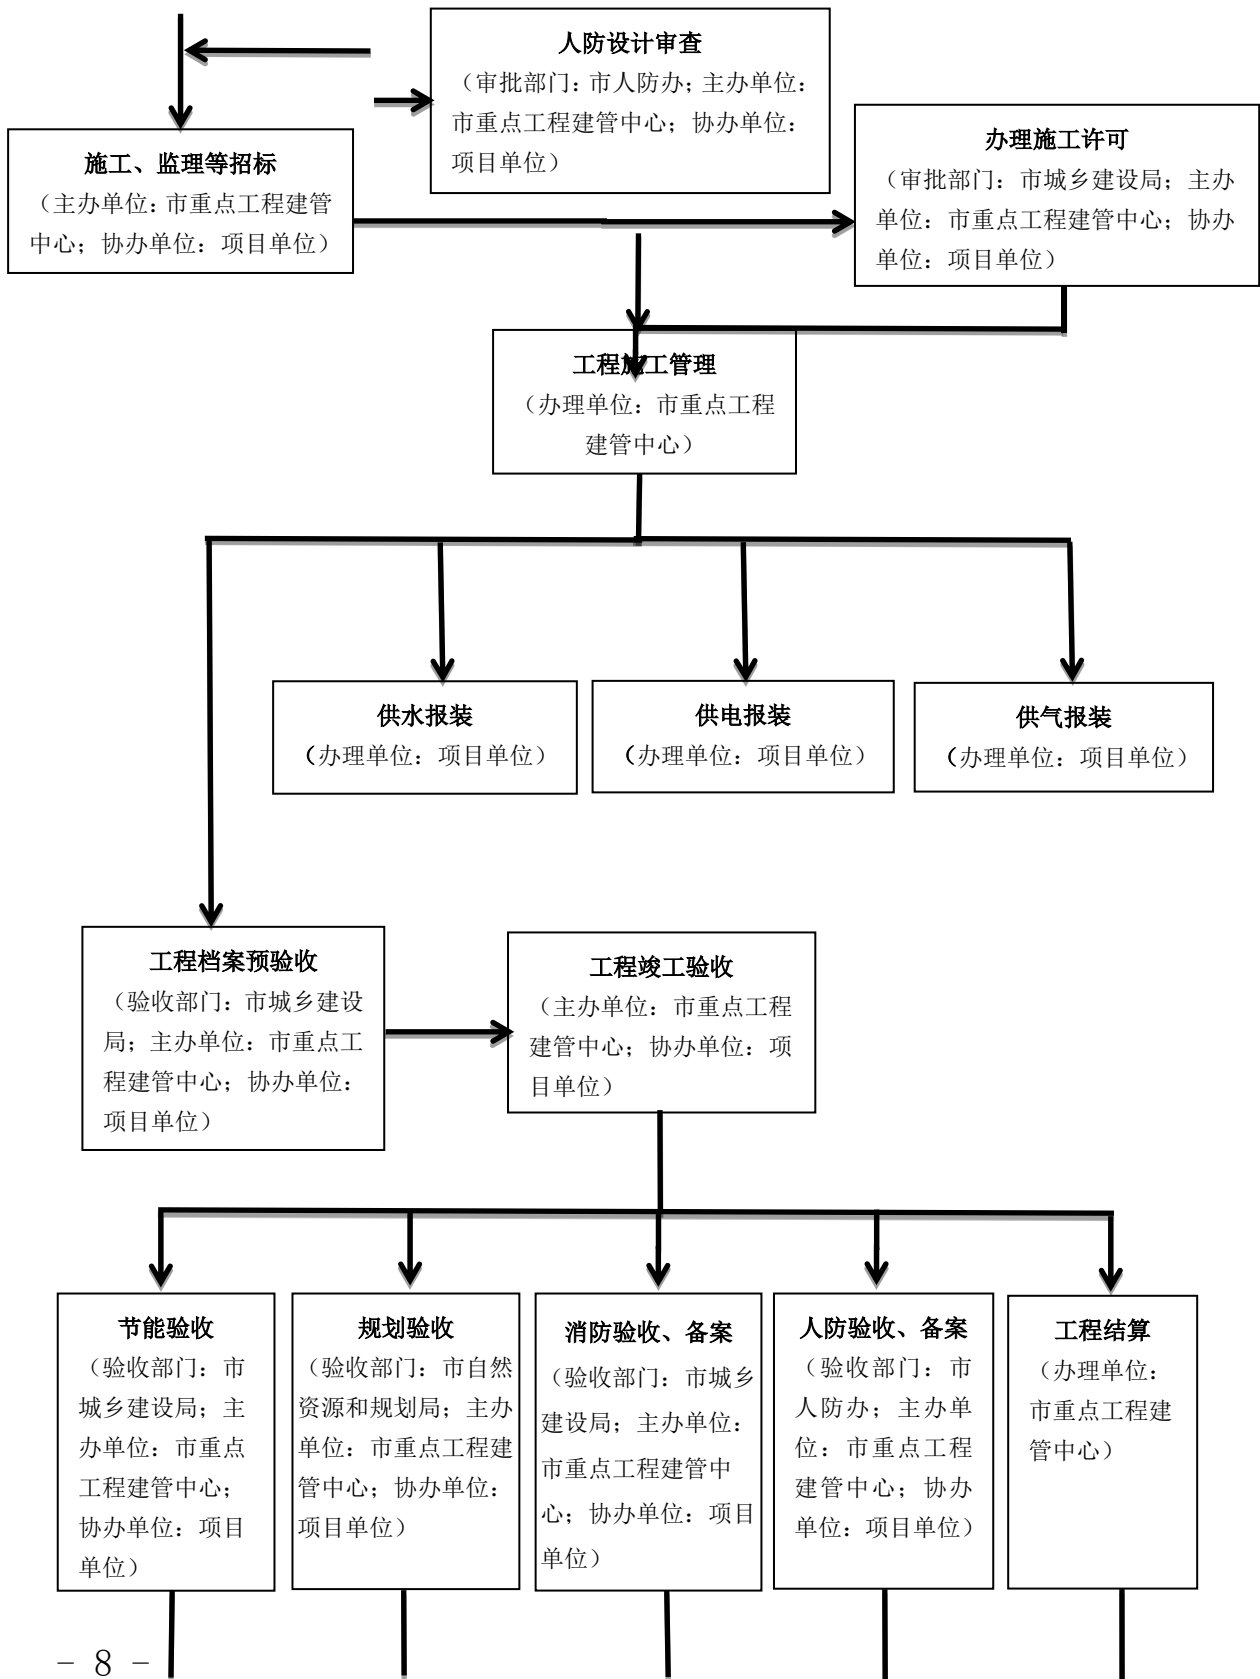 人防设计审查
（审批部门：市人防办；主办单位：
市重点工程建管中心；协办单位：
项目单位）
施工、监理等招标
（主办单位：市重点工程建管
中心；协办单位：项目单位）
办理施工许可
（审批部门：市城乡建设局；主办
单位：市重点工程建管中心；协办
单位：项目单位）
工程施工管理
（办理单位：市重点工程
建管中心）
供水报装
（办理单位：项目单位）
供电报装
（办理单位：项目单位）
供气报装
（办理单位：项目单位）
工程档案预验收
（验收部门：市城乡建设
局；主办单位：市重点工
程建管中心；协办单位：
项目单位）
工程竣工验收
（主办单位：市重点工程
建管中心；协办单位：项
目单位）
节能验收
（验收部门：市
城乡建设局；主
办单位：市重点
工程建管中心；
协办单位：项目
单位）
规划验收
（验收部门：市自然
资源和规划局；主办
单位：市重点工程建
管中心；协办单位：
项目单位）
消防验收、备案
（验收部门：市城乡
建设局；主办单位：
市重点工程建管中
心；协办单位：项目
单位）
人防验收、备案
（验收部门：市
人防办；主办单
位：市重点工程
建管中心；协办
单位：项目单位）
工程结算
（办理单位：
市重点工程建
管中心）
- 8 -